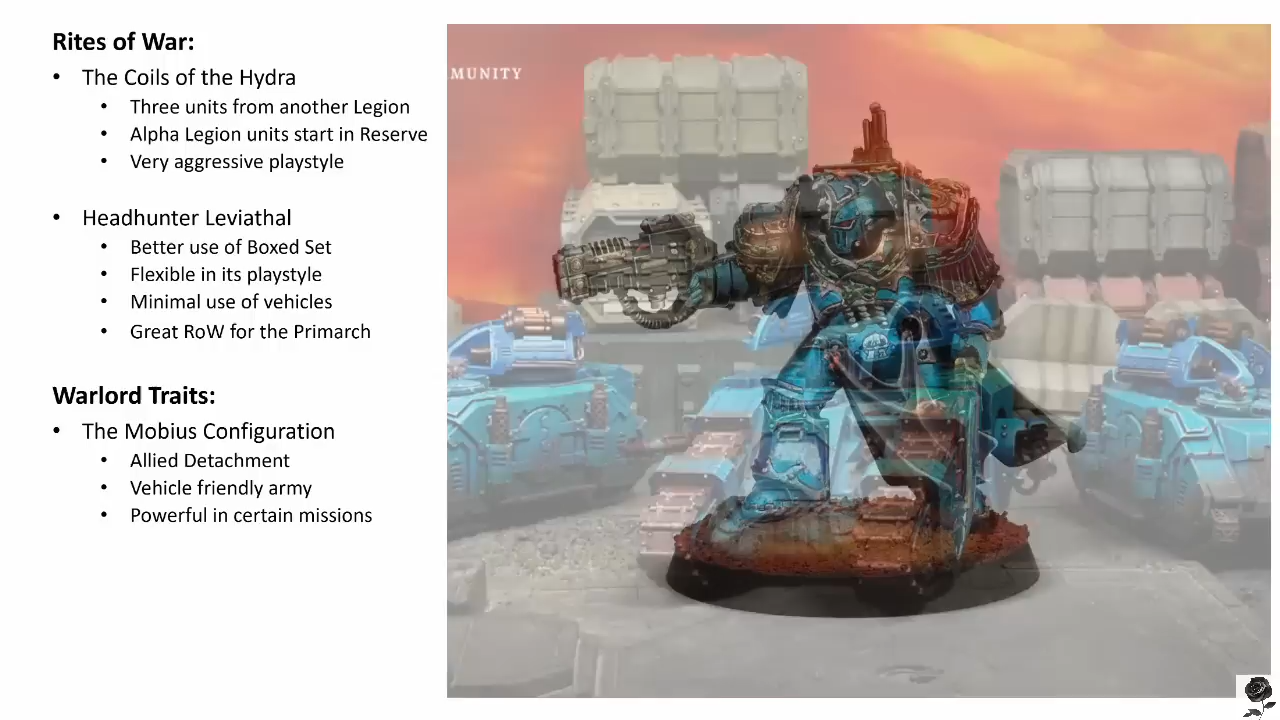 Rites of War:
• The Coils of the Hydra
• Three units from another Legion
• Alpha Legion units start in Reserve
• Very aggressive playstyle
• Headhunter Leviathal
• Better use of Boxed Set
• Flexible in its playstyle
• Minimal use of vehicles
• Great RoW for the Primarch
Warlord Traits:
• The Mobius Configuration
• Allied Detachment
• Vehicle friendly army
• Powerful in certain missions
MUNITY